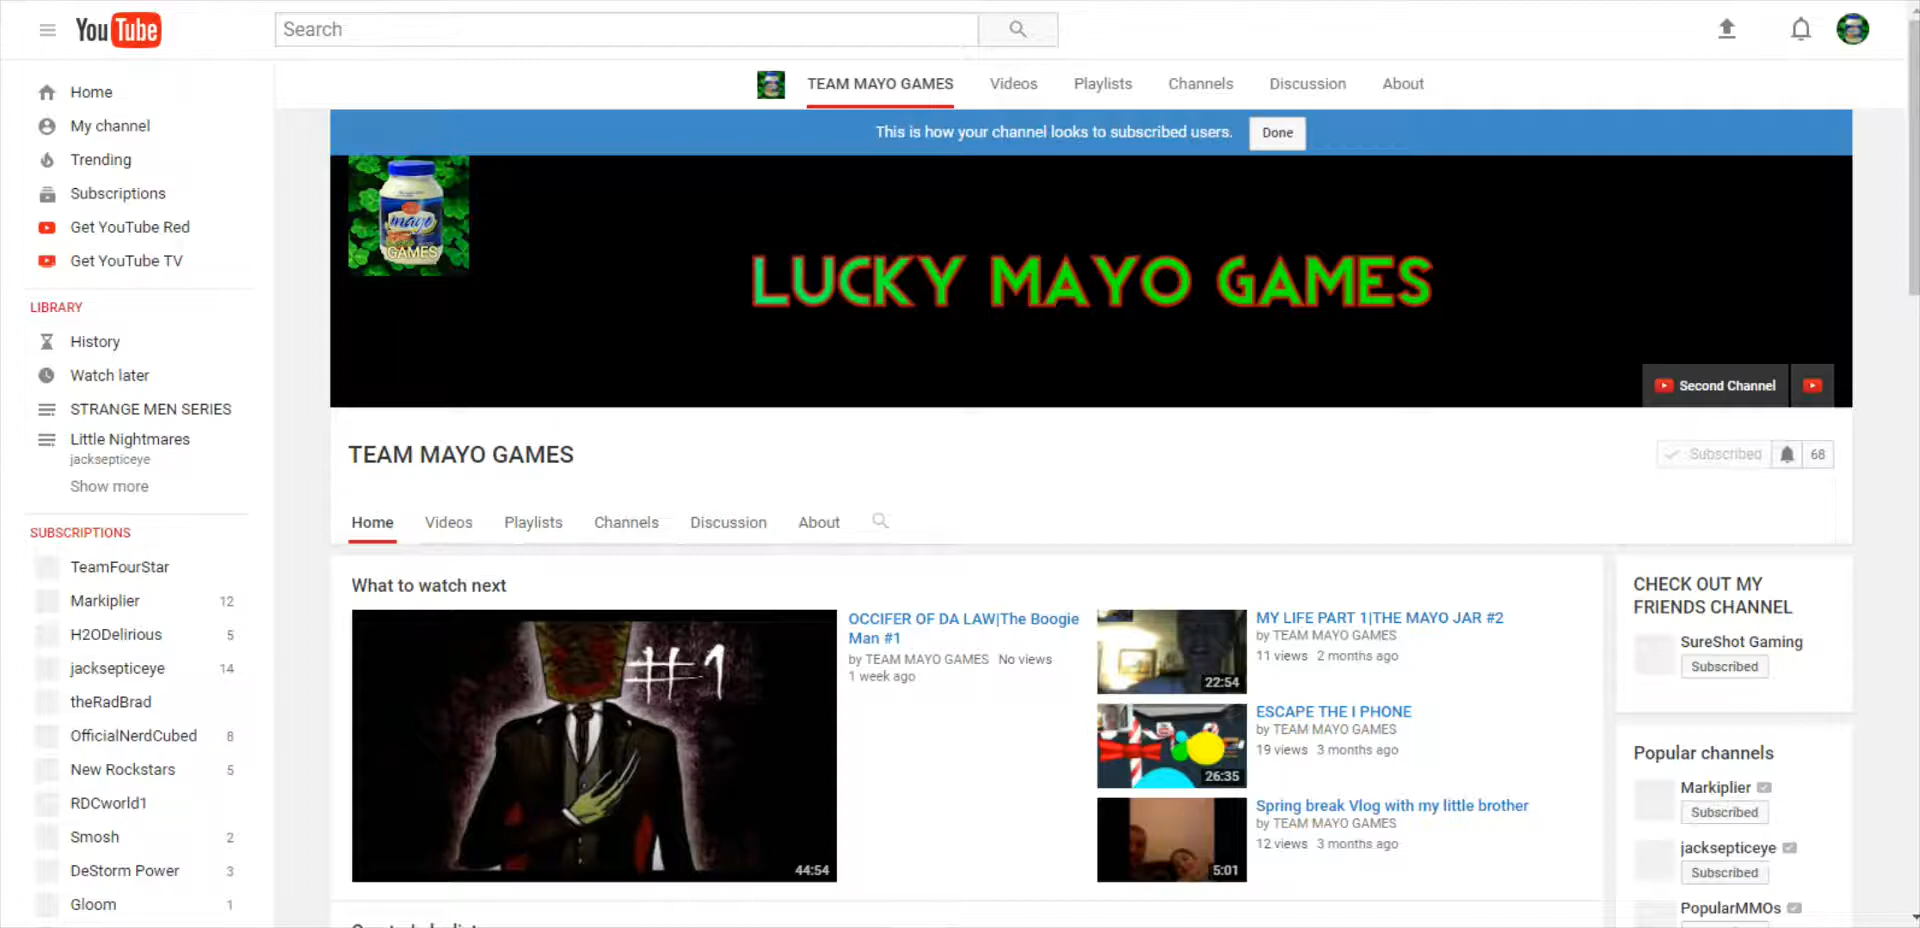 YouTube
Search
TEAM MAYO GAMES
Videos
Playlists
Channels
Discussion
About
Home
My channel
Trending
Subscriptions
Get YouTube Red
Get YouTube TV
LIBRARY
History
Watch later
STRANGE MEN SERIES
Little Nightmares
jacksepticeye
Show more
SUBSCRIPTIONS
TeamFourStar
Markiplier 12
H2ODelirious 5
jacksepticeye 14
theRadBrad
OfficialNerdCubed 8
New Rockstars 5
RDCworld1
Smosh 2
DeStorm Power 3
Gloom 1
This is how your channel looks to subscribed users. Done
mayo
GAMES
LUCKY MAYO GAMES
Second Channel
TEAM MAYO GAMES
Subscribed 68
Home
Videos
Playlists
Channels
Discussion
About
What to watch next
#1
44:54
OCCIFER OF DA LAW|The Boogie
Man #1
by TEAM MAYO GAMES No views
1 week ago
22:54
MY LIFE PART 1|THE MAYO JAR #2
by TEAM MAYO GAMES
11 views 2 months ago
26:35
ESCAPE THE I PHONE
by TEAM MAYO GAMES
19 views 3 months ago
5:01
Spring break Vlog with my little brother
by TEAM MAYO GAMES
12 views 3 months ago
CHECK OUT MY
FRIENDS CHANNEL
SureShot Gaming
Subscribed
Popular channels
Markiplier
Subscribed
jacksepticeye
Subscribed
PopularMMOs